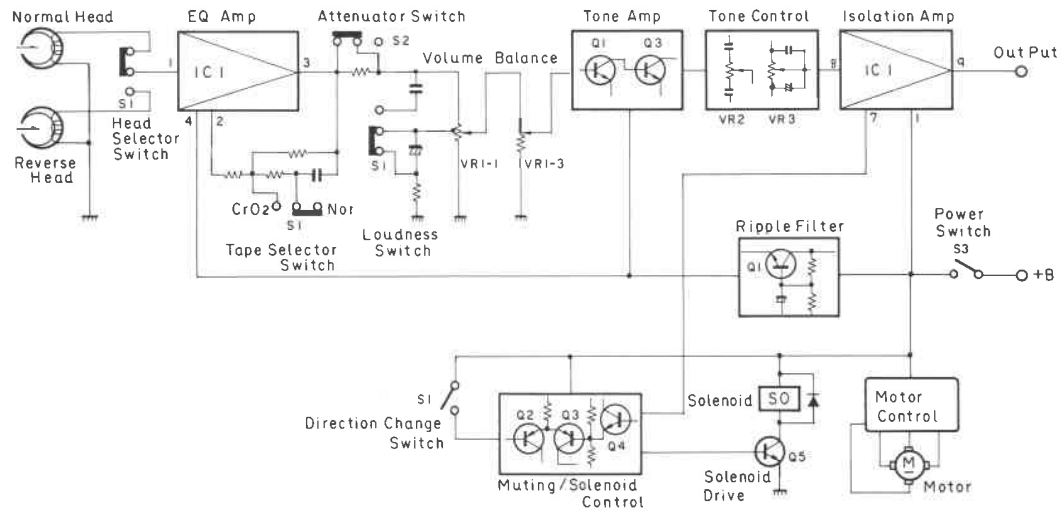 Normal Head
EQ Amp
Attenuator Switch
Tone Amp
Tone Control
Isolation Amp
S2
Q1
Q3
Volume
Balance
Out Put
1
IC1
3
8
IC1
9
S1
4
2
VR2
VR3
7
1
Head
Selector
Switch
Reverse
Head
S1
VR1-1
VR1-3
CrO2
Nor
S1
Loudness
Switch
Tape Selector
Switch
Ripple Filter
Q1
Power
Switch
S3
+B
S1
Direction Change
Switch
Q2
Q3
Q4
Solenoid
SO
Motor
Control
Q5
Muting/Solenoid
Control
Solenoid
Drive
M
Motor